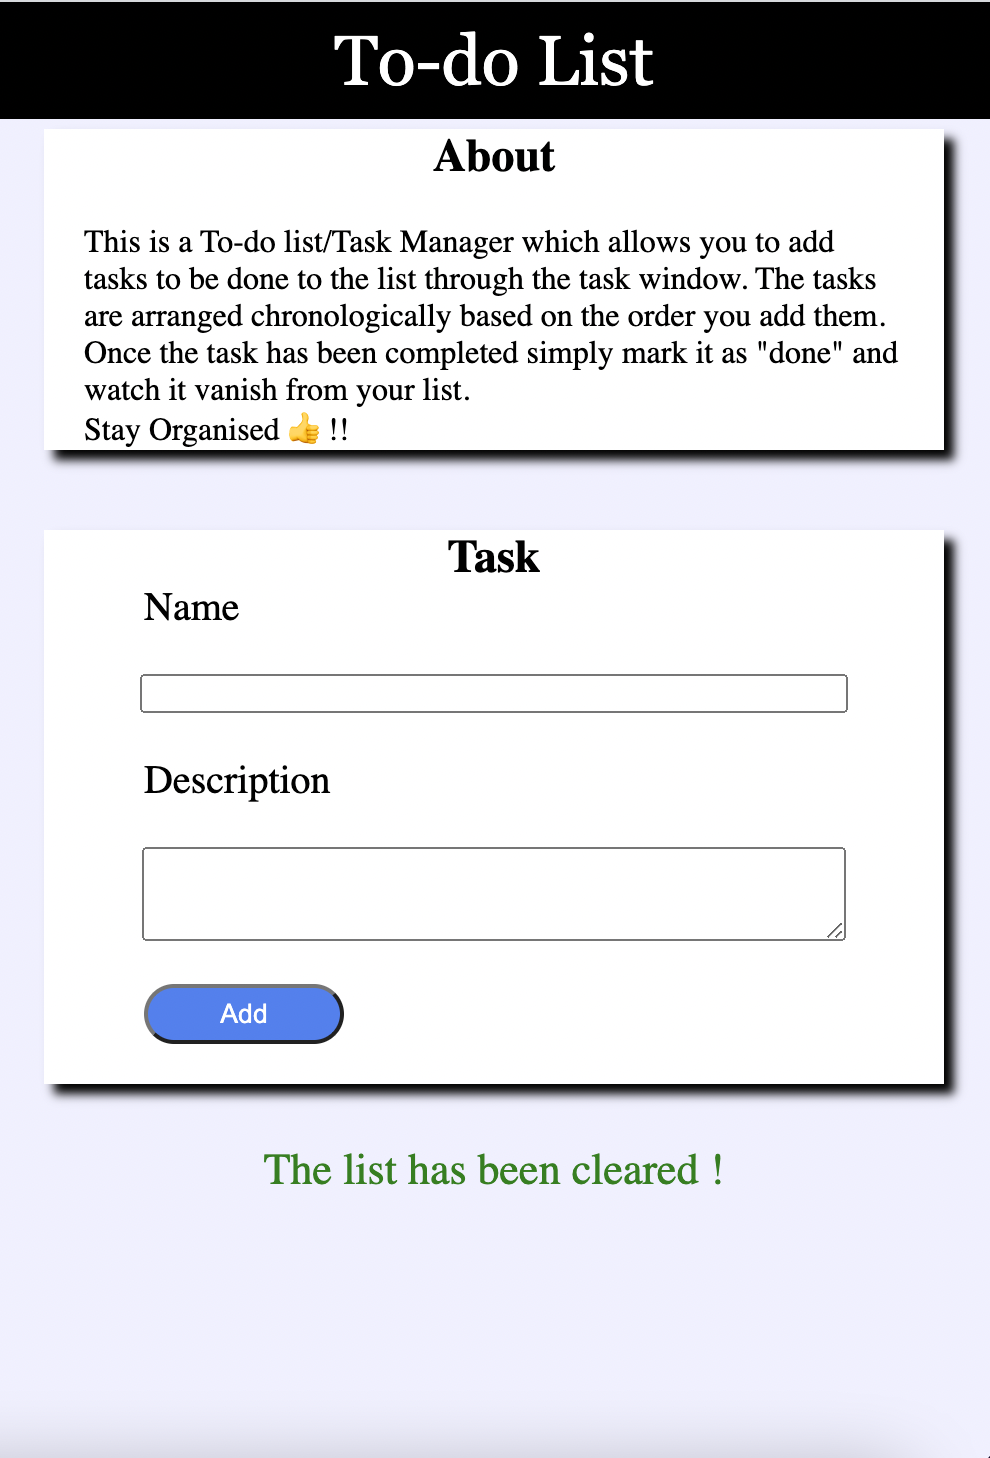 To-do List
About
This is a To-do list/Task Manager which allows you to add
tasks to be done to the list through the task window. The tasks
are arranged chronologically based on the order you add them.
Once the task has been completed simply mark it as "done" and
watch it vanish from your list.
Stay Organised 👍 !!
Task
Name
Description
Add
The list has been cleared !